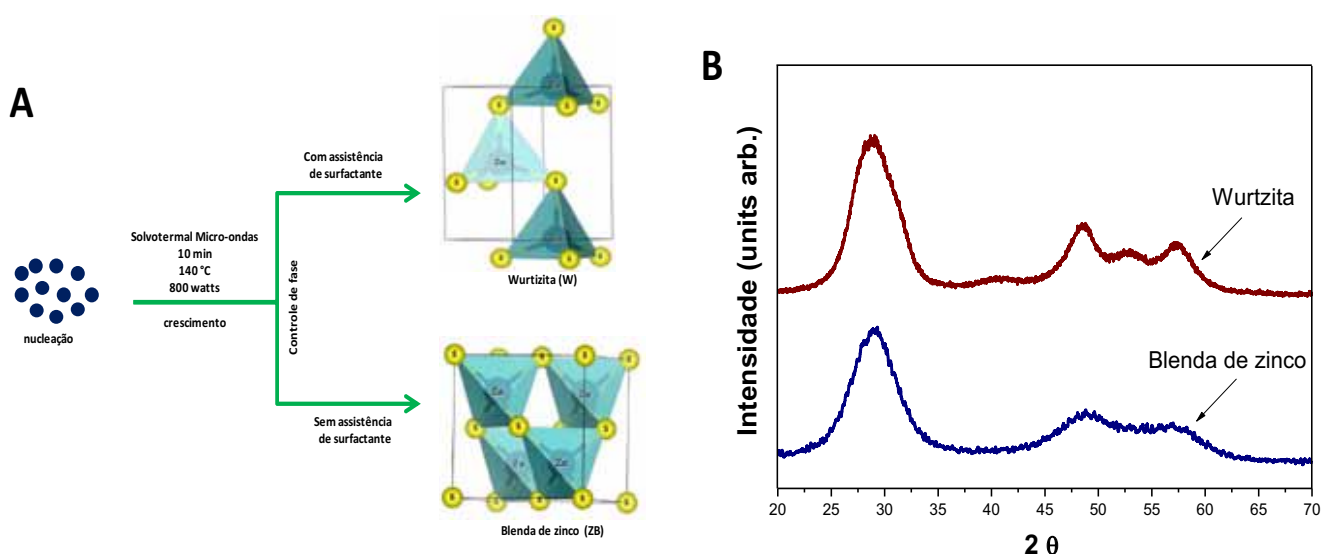 A
Solvotermal Micro-ondas
10 min
140 °C
800 watts
crescimento
nucleação
Controle de fase
Com assistência
de surfactante
Wurtizita (W)
Sem assistência
de surfactante
Blenda de zinco (ZB)
B
Intensidade (units arb.)
Wurtzita
Blenda de zinco
20 25 30 35 40 45 50 55 60 65 70
2 θ